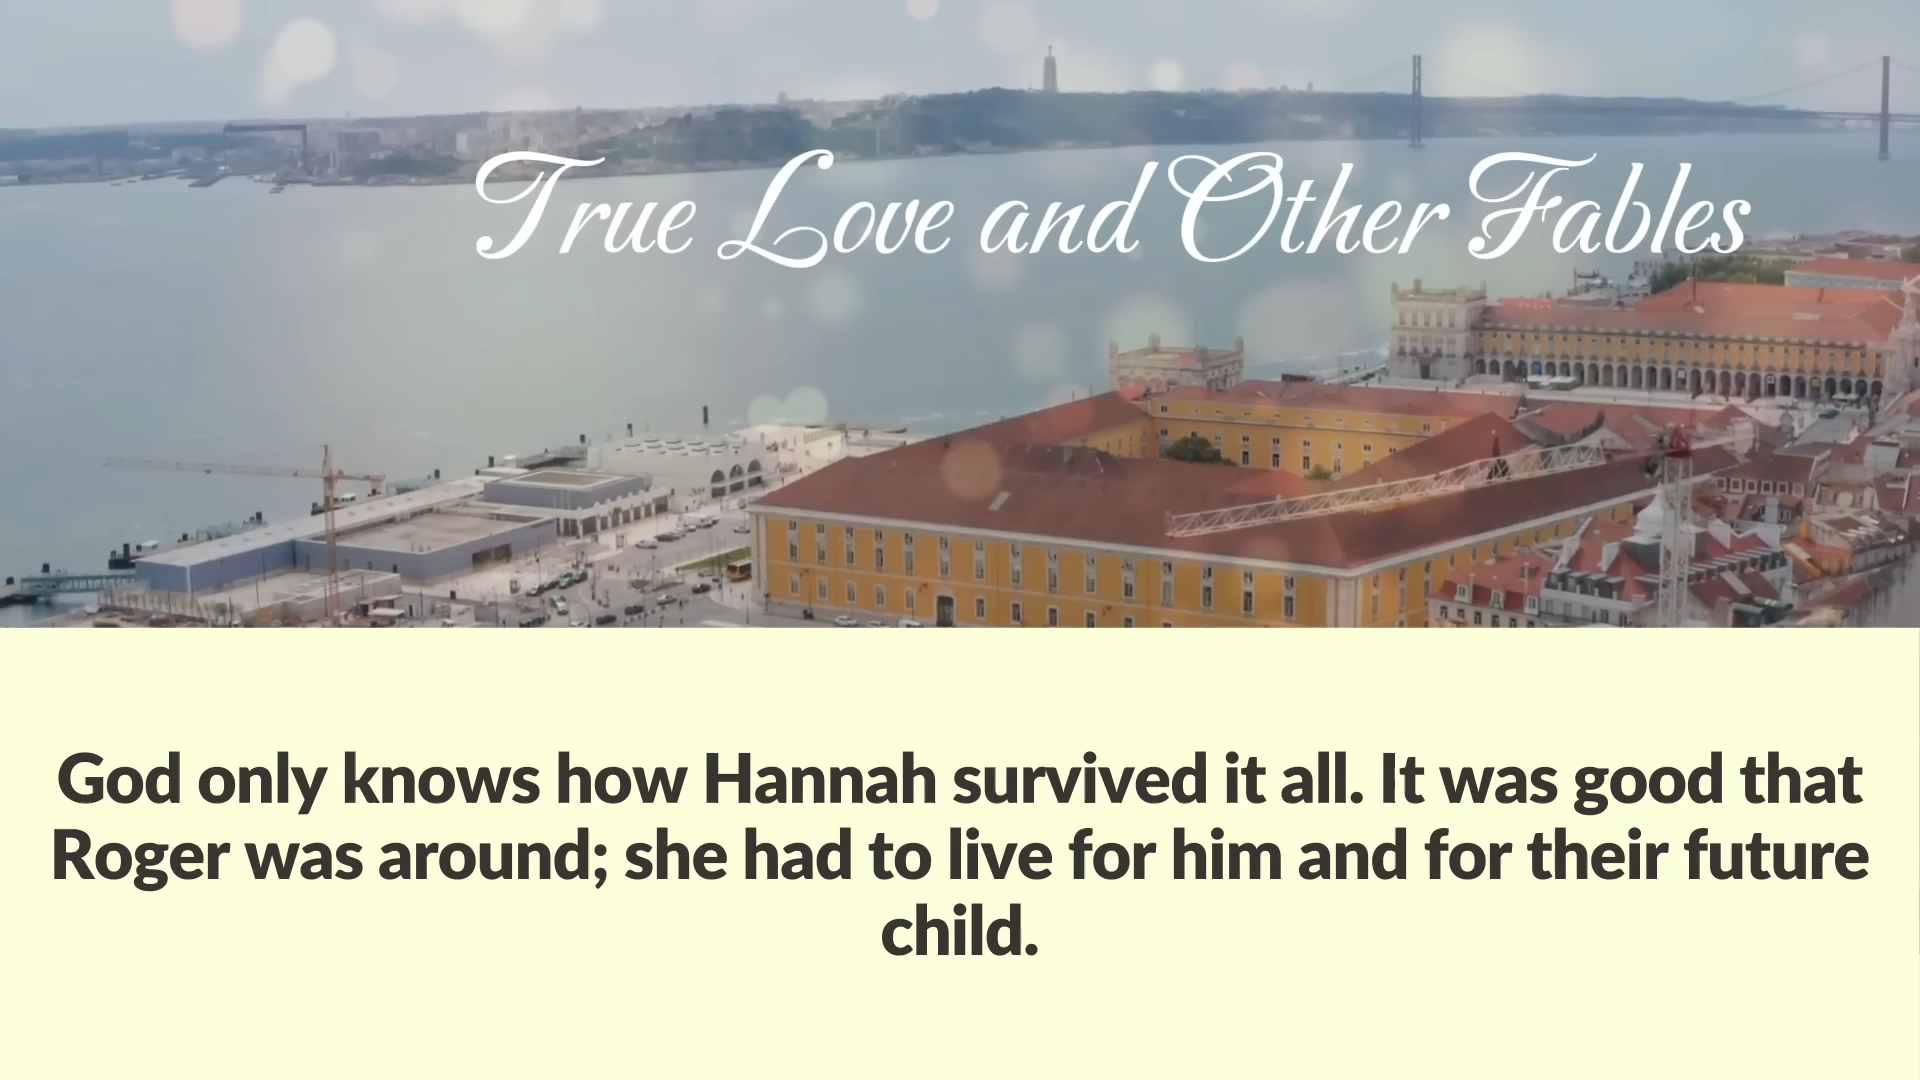 True Love and Other Fables
God only knows how Hannah survived it all. It was good that
Roger was around; she had to live for him and for their future
child.